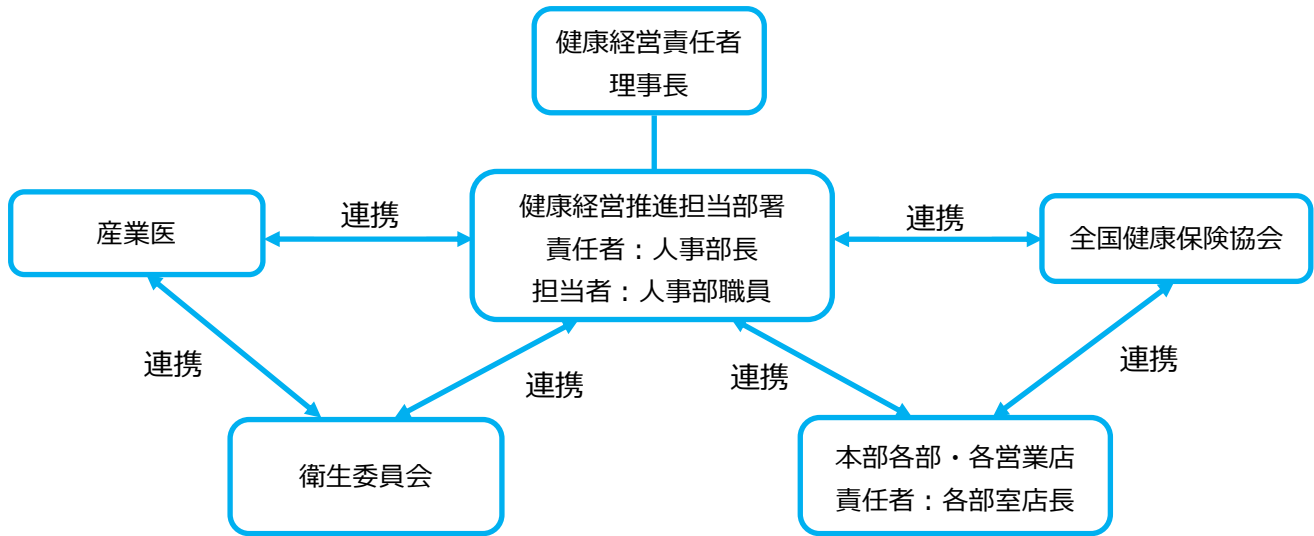 健康経営責任者
理事長
健康経営推進担当部署
責任者：人事部長
担当者：人事部職員
産業医
連携
連携
全国健康保険協会
連携
連携
連携
連携
衛生委員会
本部各部・各営業店
責任者：各部室店長